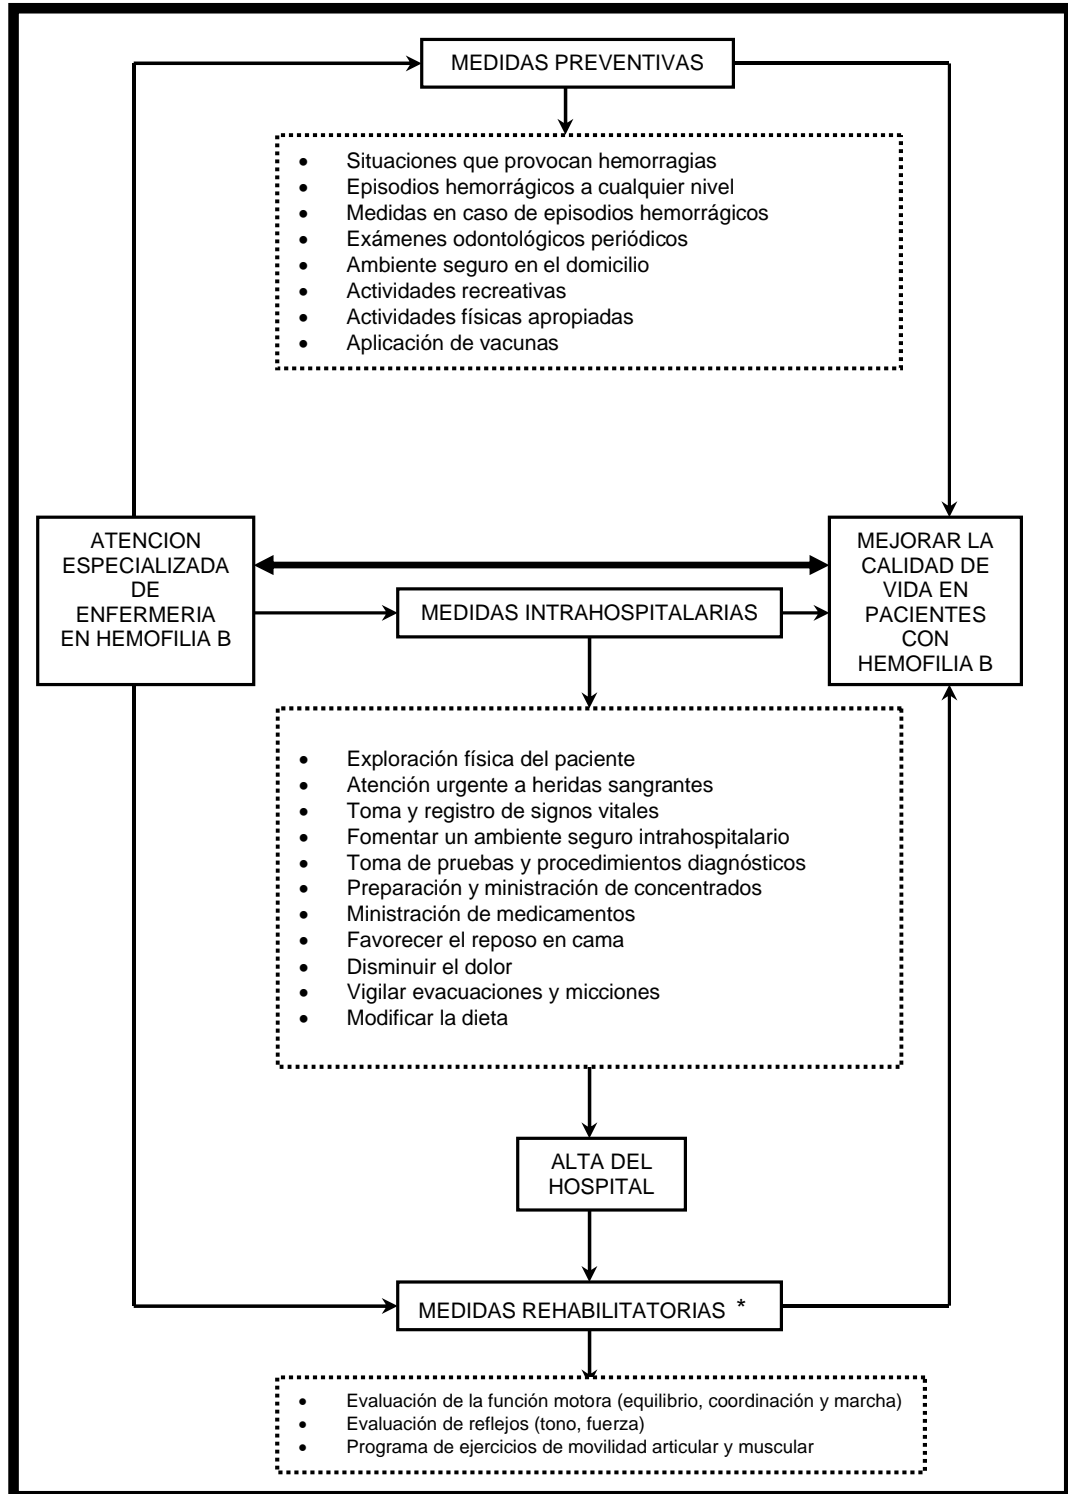 MEDIDAS PREVENTIVAS
• Situaciones que provocan hemorragias
• Episodios hemorrágicos a cualquier nivel
• Medidas en caso de episodios hemorrágicos
• Exámenes odontológicos periódicos
• Ambiente seguro en el domicilio
• Actividades recreativas
• Actividades físicas apropiadas
• Aplicación de vacunas
ATENCION
ESPECIALIZADA
DE
ENFERMERIA
EN HEMOFILIA B
MEDIDAS INTRAHOSPITALARIAS
MEJORAR LA
CALIDAD DE
VIDA EN
PACIENTES
CON
HEMOFILIA B
• Exploración física del paciente
• Atención urgente a heridas sangrantes
• Toma y registro de signos vitales
• Fomentar un ambiente seguro intrahospitalario
• Toma de pruebas y procedimientos diagnósticos
• Preparación y ministración de concentrados
• Ministración de medicamentos
• Favorecer el reposo en cama
• Disminuir el dolor
• Vigilar evacuaciones y micciones
• Modificar la dieta
ALTA DEL
HOSPITAL
MEDIDAS REHABILITATORIAS *
• Evaluación de la función motora (equilibrio, coordinación y marcha)
• Evaluación de reflejos (tono, fuerza)
• Programa de ejercicios de movilidad articular y muscular